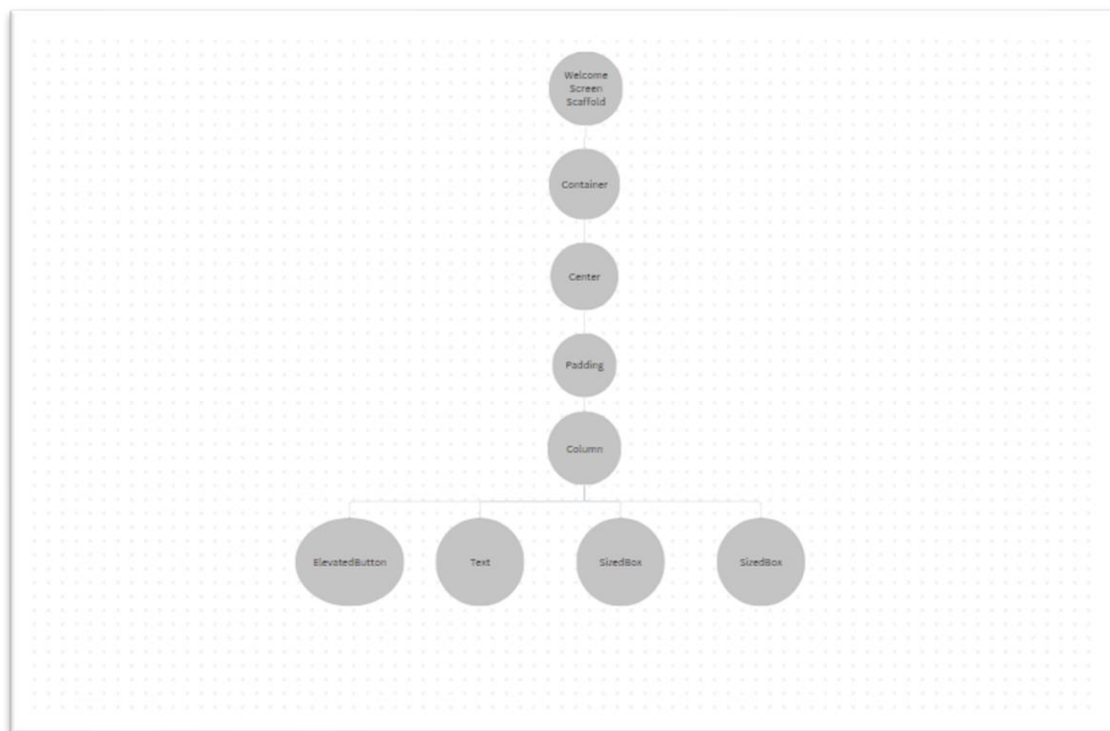 Welcome
Screen
Scaffold
Container
Center
Padding
Column
ElevatedButton
Text
SizedBox
SizedBox